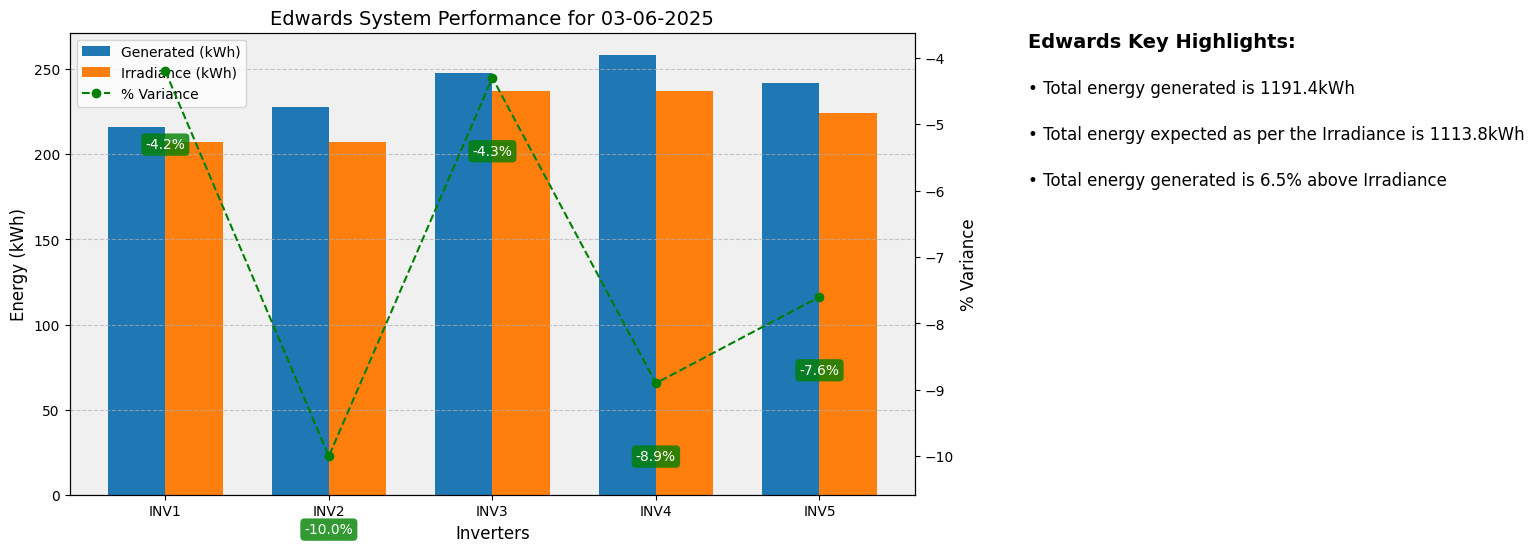 Edwards System Performance for 03-06-2025
Generated (kWh)
Irradiance (kWh)
% Variance
250
200
150
100
50
0
Energy (kWh)
-4.2%
-10.0%
-4.3%
-8.9%
-7.6%
INV1
INV2
INV3
INV4
INV5
Inverters
−4
−5
−6
−7
−8
−9
−10
% Variance
Edwards Key Highlights:
• Total energy generated is 1191.4kWh
• Total energy expected as per the Irradiance is 1113.8kWh
• Total energy generated is 6.5% above Irradiance